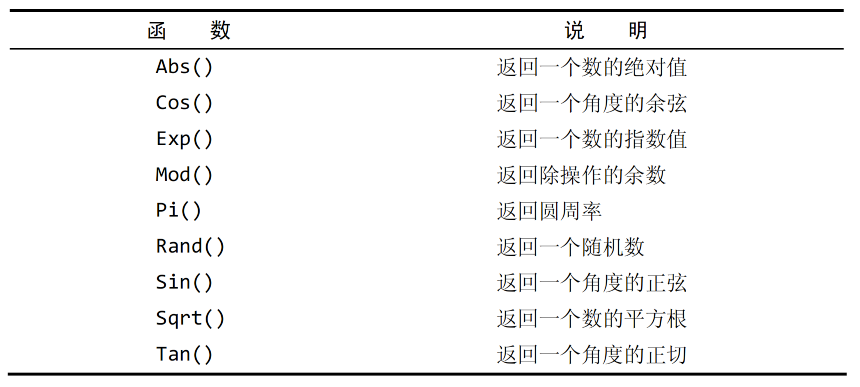 函 数 说 明
Abs() 返回一个数的绝对值
Cos() 返回一个角度的余弦
Exp() 返回一个数的指数值
Mod() 返回除操作的余数
Pi() 返回圆周率
Rand() 返回一个随机数
Sin() 返回一个角度的正弦
Sqrt() 返回一个数的平方根
Tan() 返回一个角度的正切